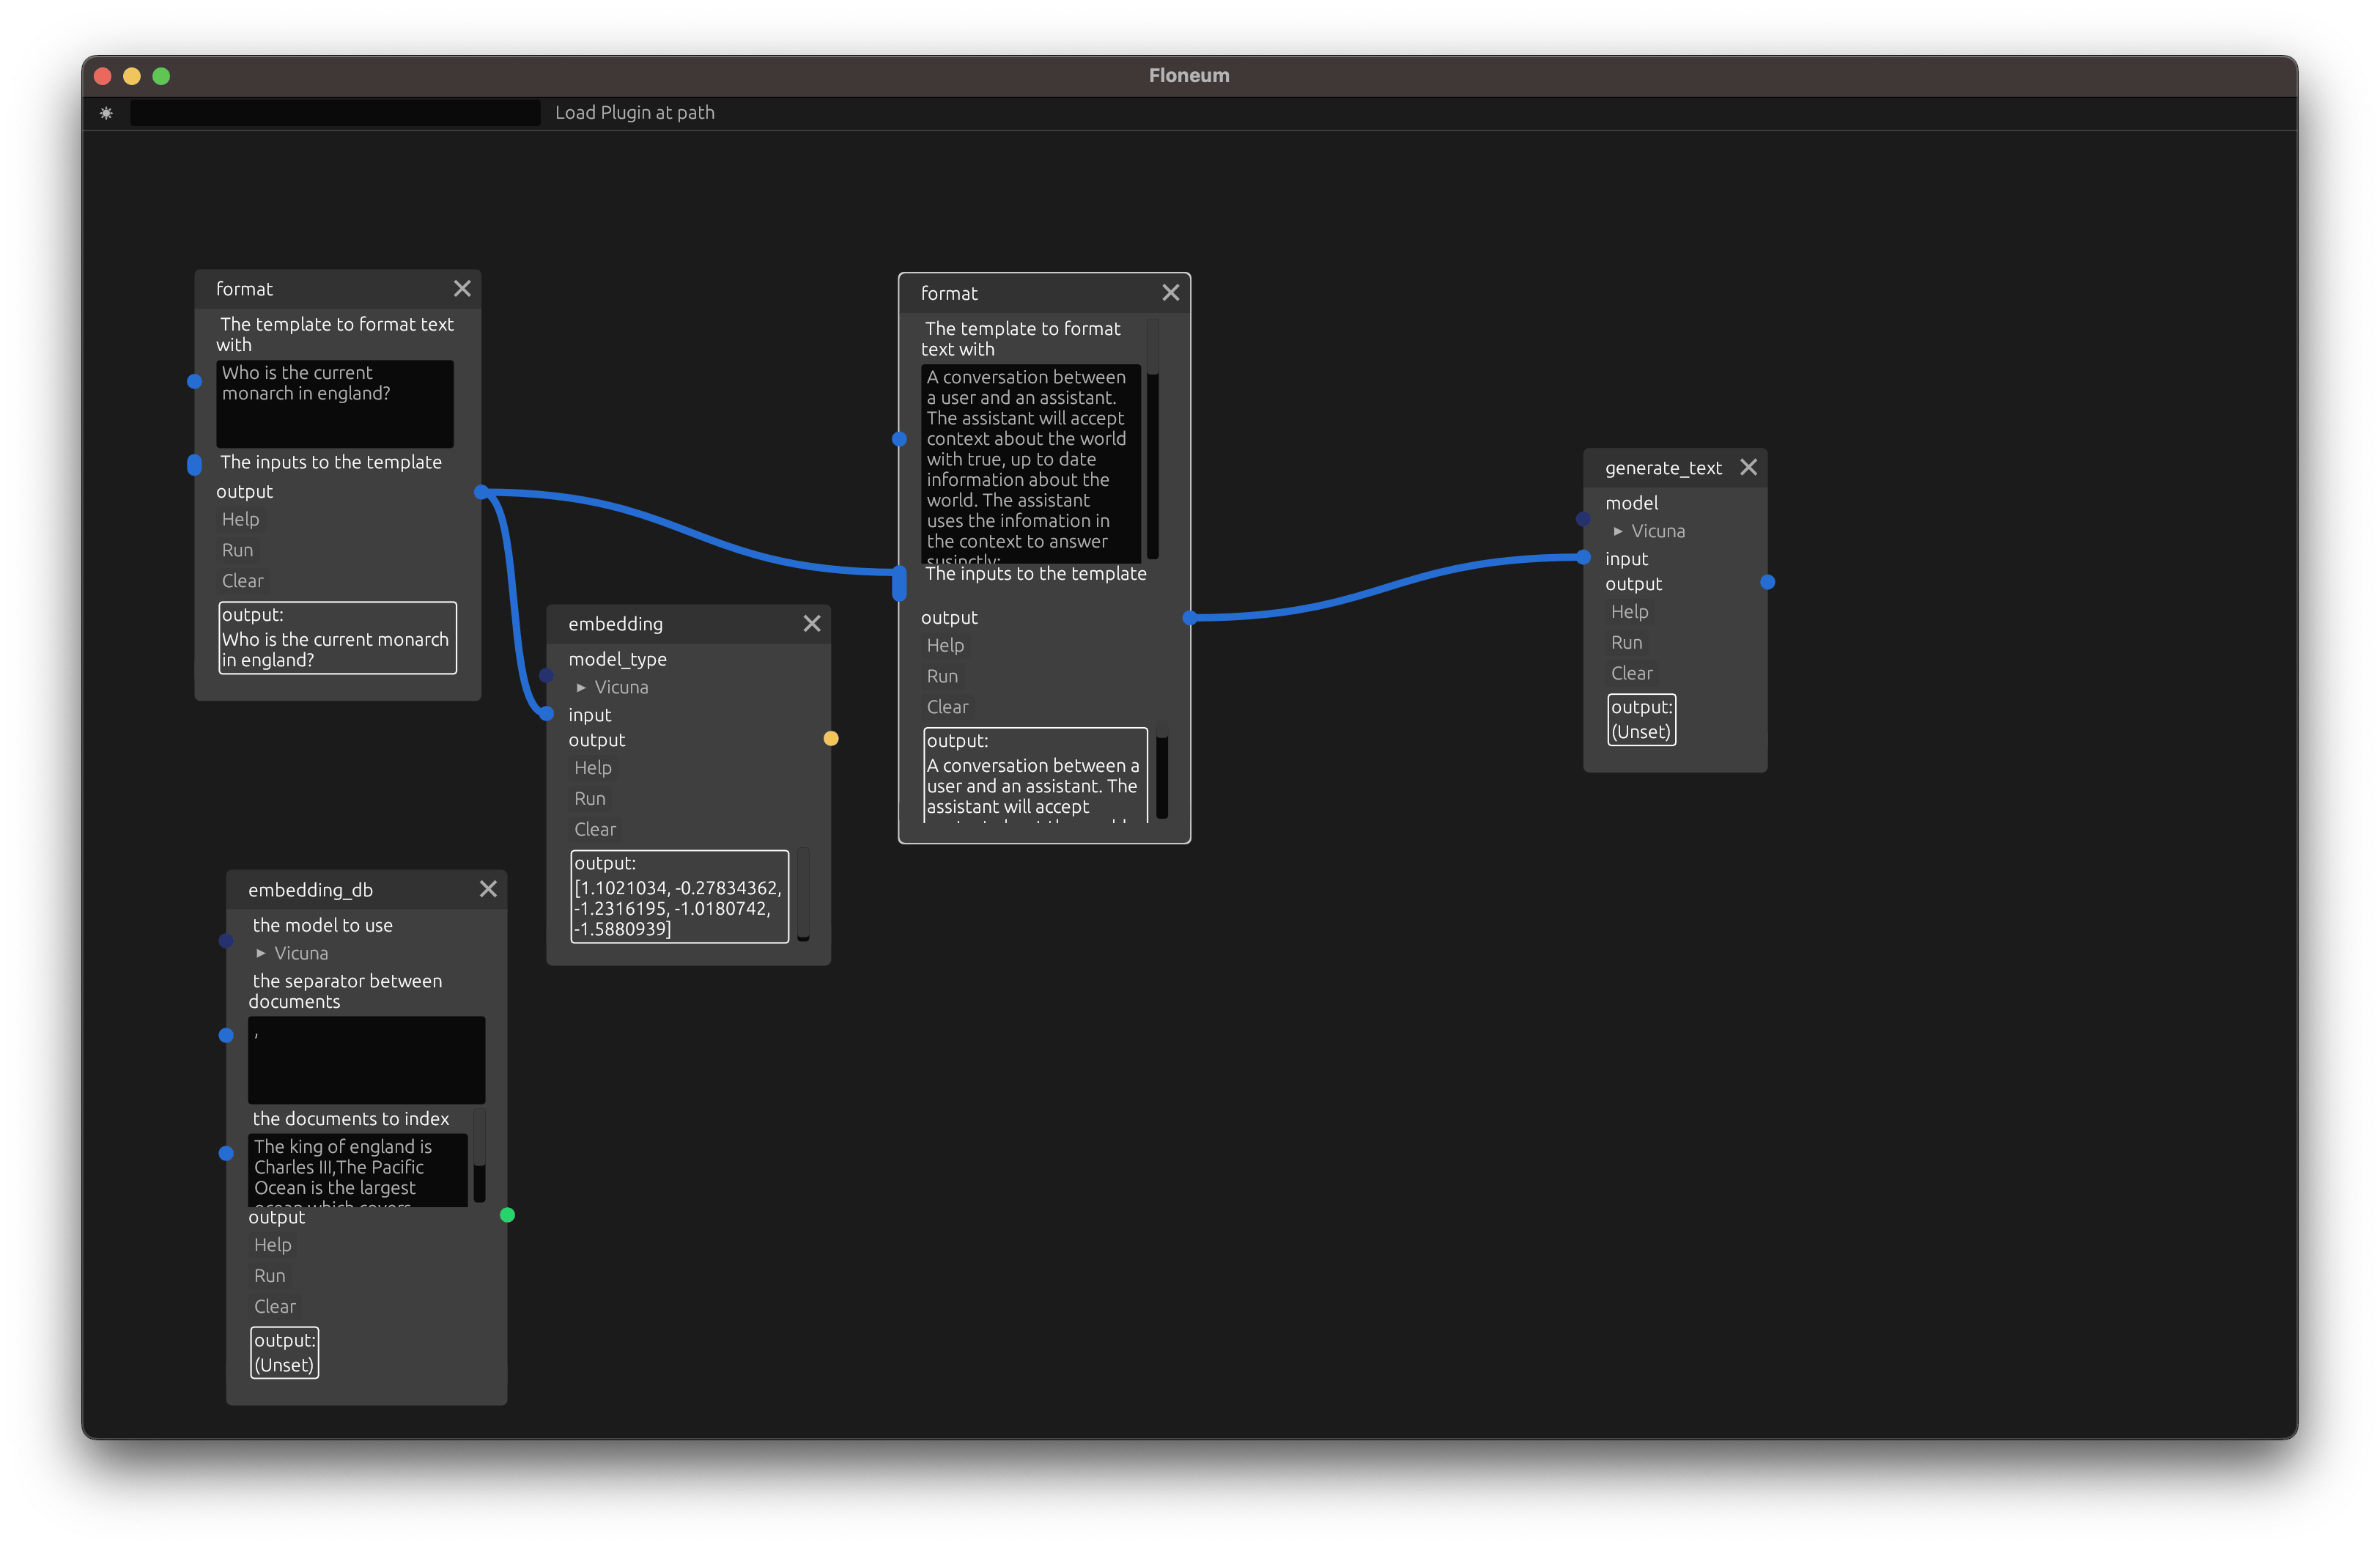 Floneum
Load Plugin at path
format
The template to format text
with
Who is the current
monarch in england?
The inputs to the template
output
Help
Run
Clear
output:
Who is the current monarch
in england?
embedding
model_type
Vicuna
input
output
Help
Run
Clear
output:
[1.1021034, -0.27834362,
-1.2316195, -1.0180742,
-1.5880939]
embedding_db
the model to use
Vicuna
the separator between
documents
,
the documents to index
The king of england is
Charles III,The Pacific
Ocean is the largest
ocean which covers
output
Help
Run
Clear
output:
(Unset)
format
The template to format
text with
A conversation between
a user and an assistant.
The assistant will accept
context about the world
with true, up to date
information about the
world. The assistant
uses the infomation in
the context to answer
susinctly:
The inputs to the template
output
Help
Run
Clear
output:
A conversation between a
user and an assistant. The
assistant will accept
generate_text
model
Vicuna
input
output
Help
Run
Clear
output:
(Unset)